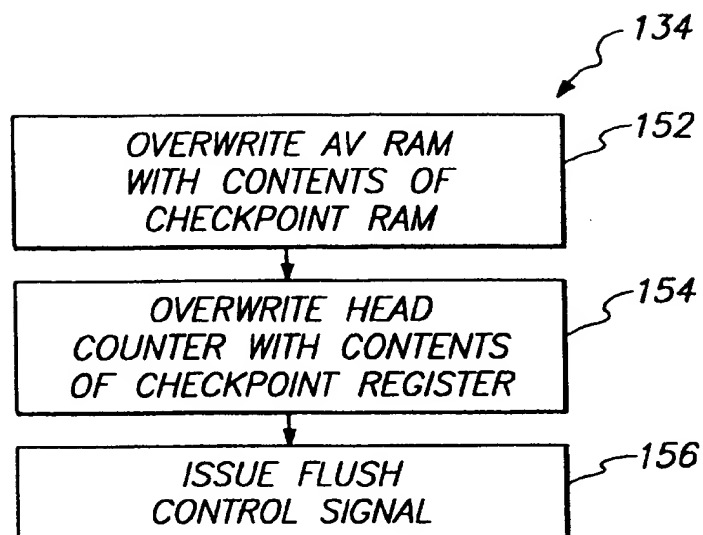 134
152
OVERWRITE AV RAM
WITH CONTENTS OF
CHECKPOINT RAM
154
OVERWRITE HEAD
COUNTER WITH CONTENTS
OF CHECKPOINT REGISTER
156
ISSUE FLUSH
CONTROL SIGNAL